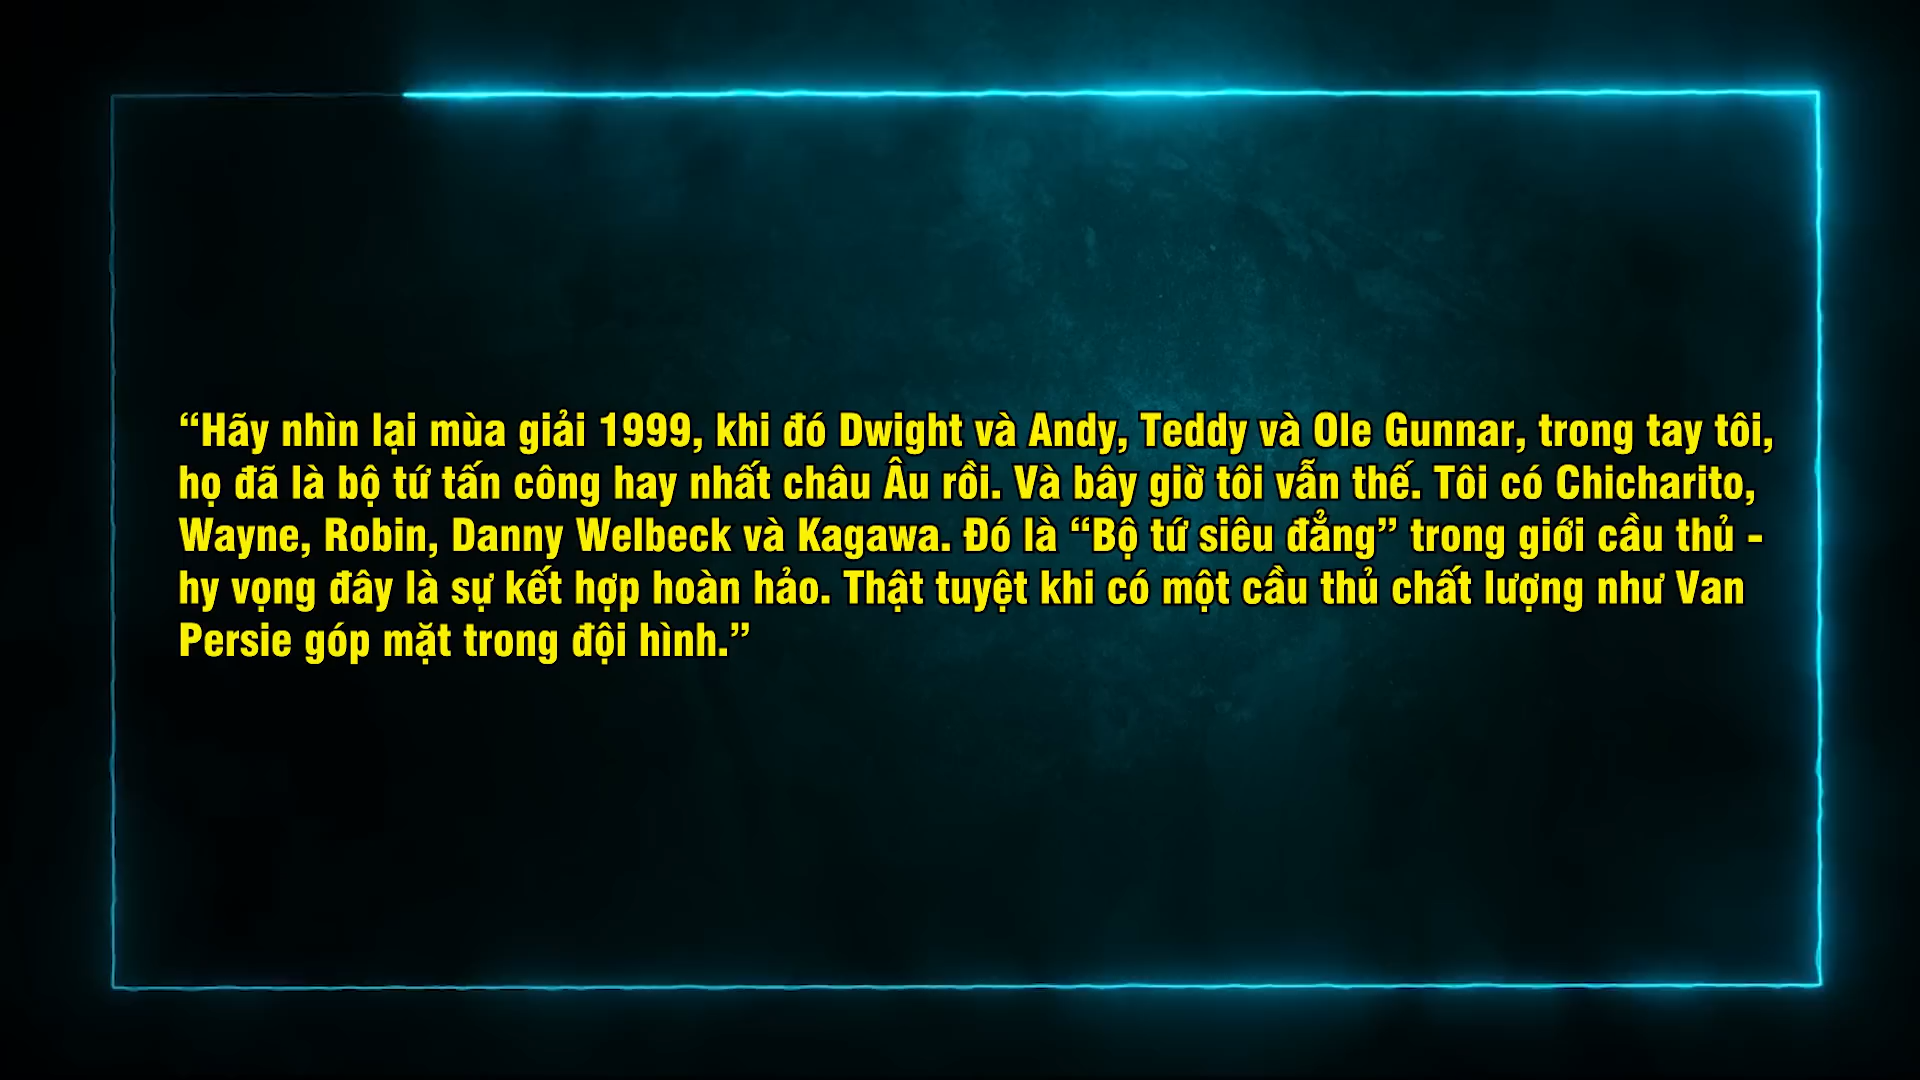 “Hãy nhìn lại mùa giải 1999, khi đó Dwight và Andy, Teddy và Ole Gunnar, trong tay tôi,
họ đã là bộ tứ tấn công hay nhất châu Âu rồi. Và bây giờ tôi vẫn thế. Tôi có Chicharito,
Wayne, Robin, Danny Welbeck và Kagawa. Đó là “Bộ tứ siêu đẳng” trong giới cầu thủ -
hy vọng đây là sự kết hợp hoàn hảo. Thật tuyệt khi có một cầu thủ chất lượng như Van
Persie góp mặt trong đội hình.”